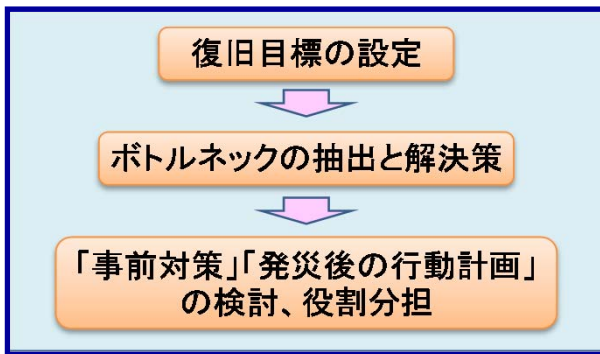 復旧目標の設定
ボトルネックの抽出と解決策
「事前対策」「発災後の行動計画」
の検討、役割分担